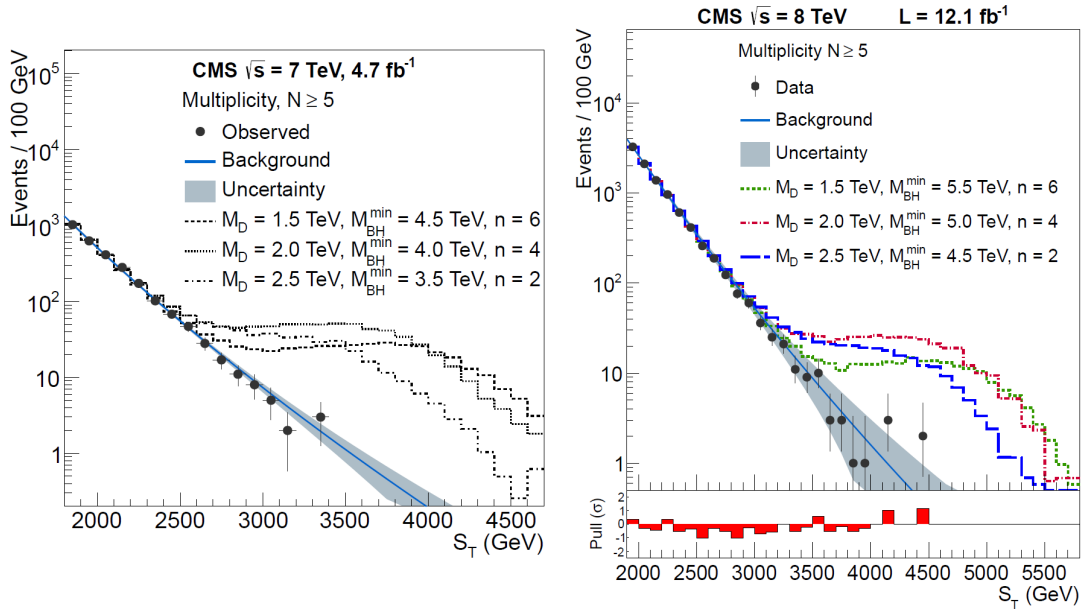 CMS √s = 7 TeV, 4.7 fb⁻¹
Multiplicity, N ≥ 5
Observed
Background
Uncertainty
M_D = 1.5 TeV, M_BH^min = 4.5 TeV, n = 6
M_D = 2.0 TeV, M_BH^min = 4.0 TeV, n = 4
M_D = 2.5 TeV, M_BH^min = 3.5 TeV, n = 2
Events / 100 GeV
10⁵
10⁴
10³
10²
10
1
2000 2500 3000 3500 4000 4500
S_T (GeV)
CMS √s = 8 TeV L = 12.1 fb⁻¹
Multiplicity N ≥ 5
Data
Background
Uncertainty
M_D = 1.5 TeV, M_BH^min = 5.5 TeV, n = 6
M_D = 2.0 TeV, M_BH^min = 5.0 TeV, n = 4
M_D = 2.5 TeV, M_BH^min = 4.5 TeV, n = 2
Events / 100 GeV
10⁴
10³
10²
10
1
Pull (σ)
2
1
0
-1
-2
2000 2500 3000 3500 4000 4500 5000 5500
S_T (GeV)